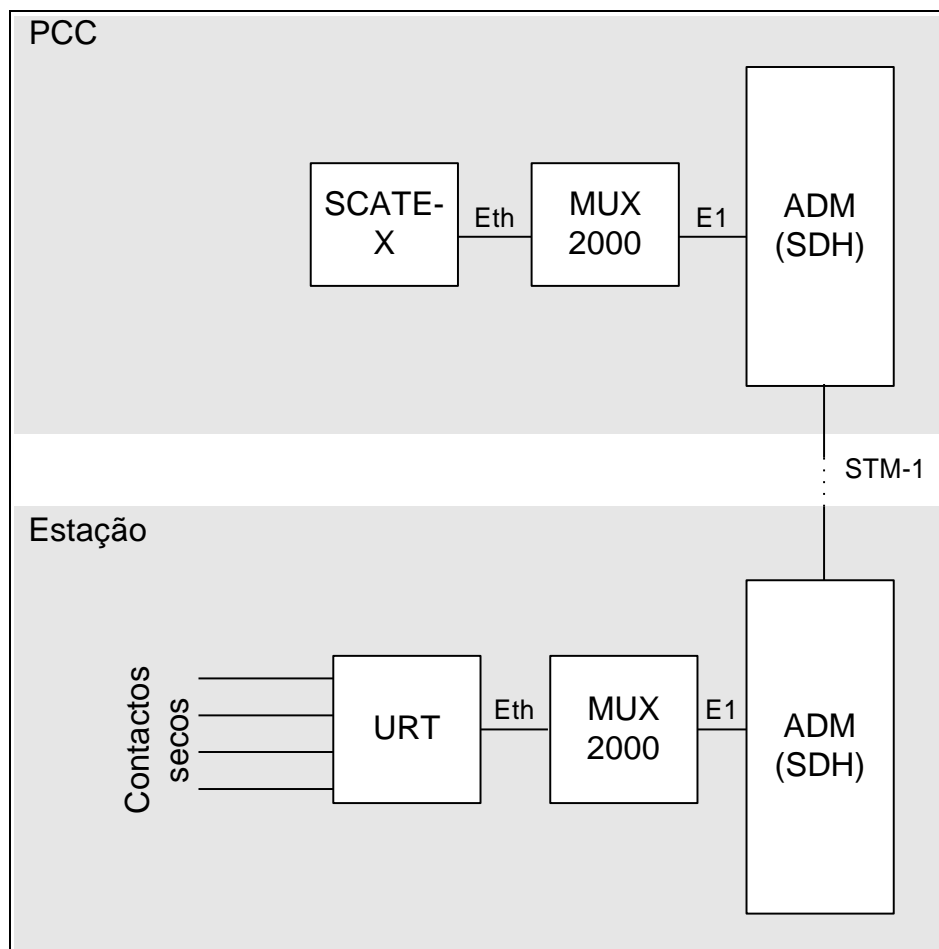 PCC
SCATE-
X
Eth
MUX
2000
E1
ADM
(SDH)
STM-1
Estação
Contactos
secos
URT
Eth
MUX
2000
E1
ADM
(SDH)